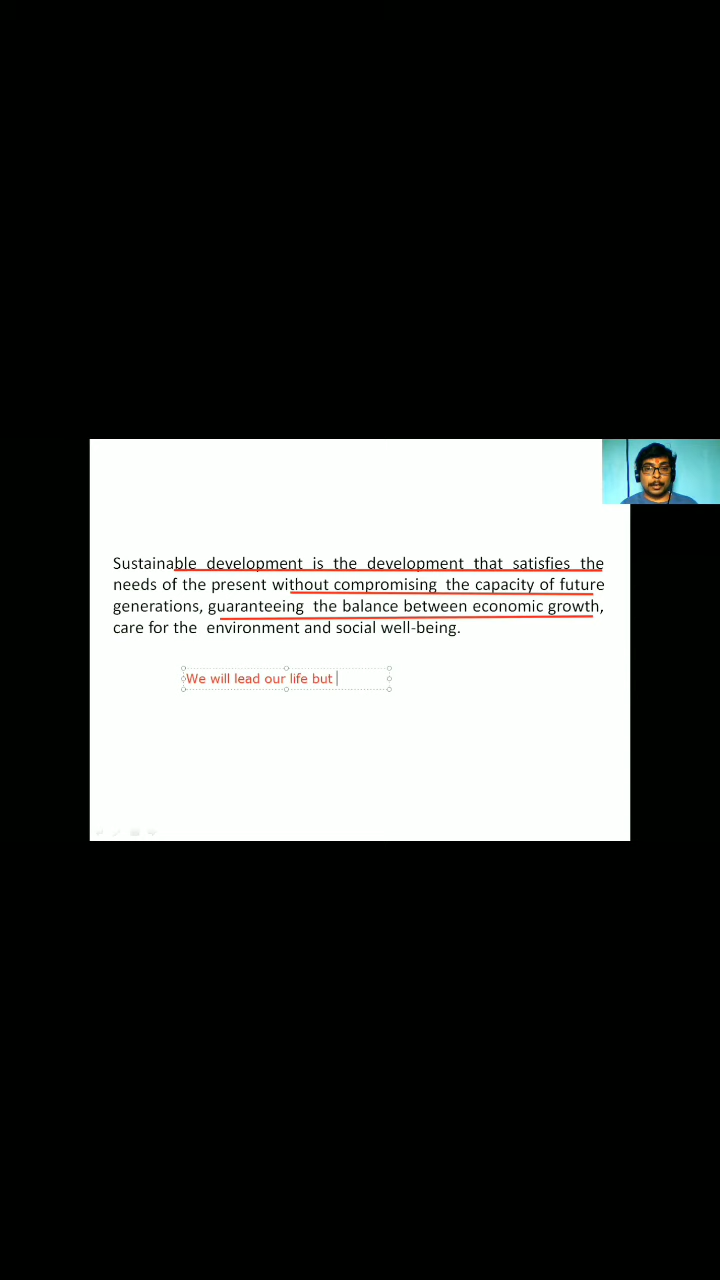 Sustainable development is the development that satisfies the
needs of the present without compromising the capacity of future
generations, guaranteeing the balance between economic growth,
care for the environment and social well-being.
We will lead our life but